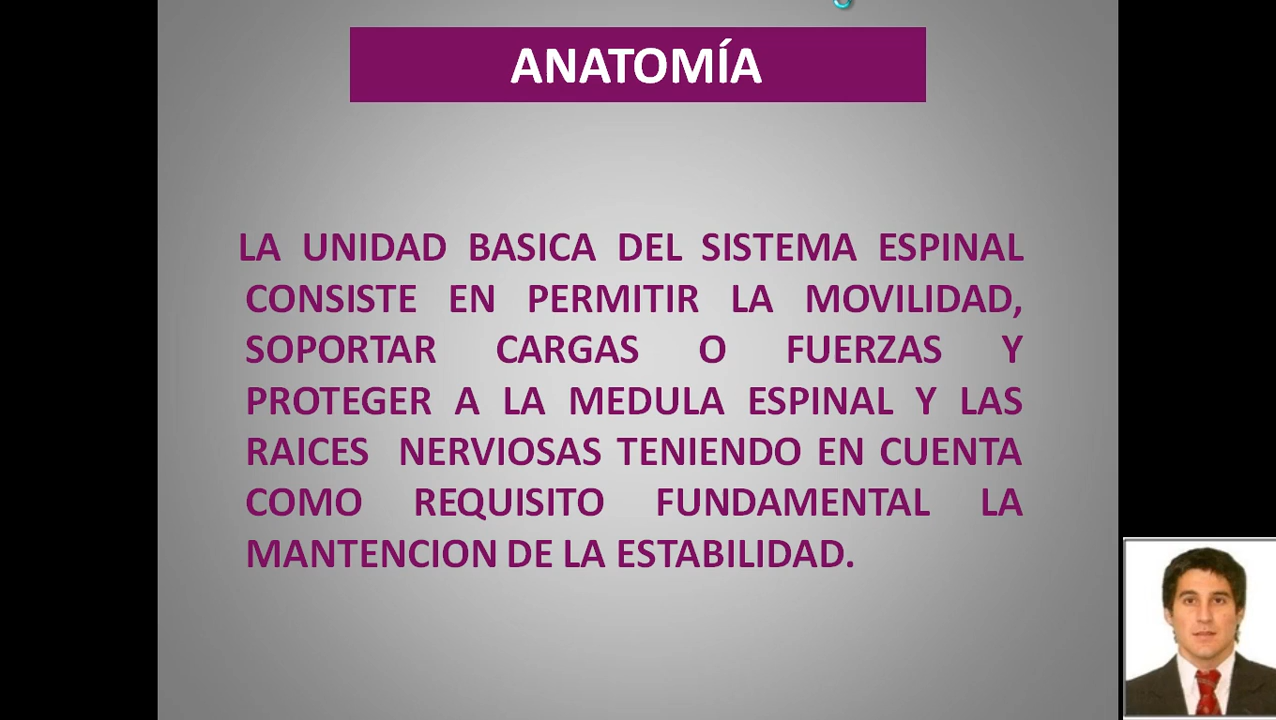 ANATOMÍA
LA UNIDAD BASICA DEL SISTEMA ESPINAL
CONSISTE EN PERMITIR LA MOVILIDAD,
SOPORTAR CARGAS O FUERZAS Y
PROTEGER A LA MEDULA ESPINAL Y LAS
RAICES NERVIOSAS TENIENDO EN CUENTA
COMO REQUISITO FUNDAMENTAL LA
MANTENCION DE LA ESTABILIDAD.